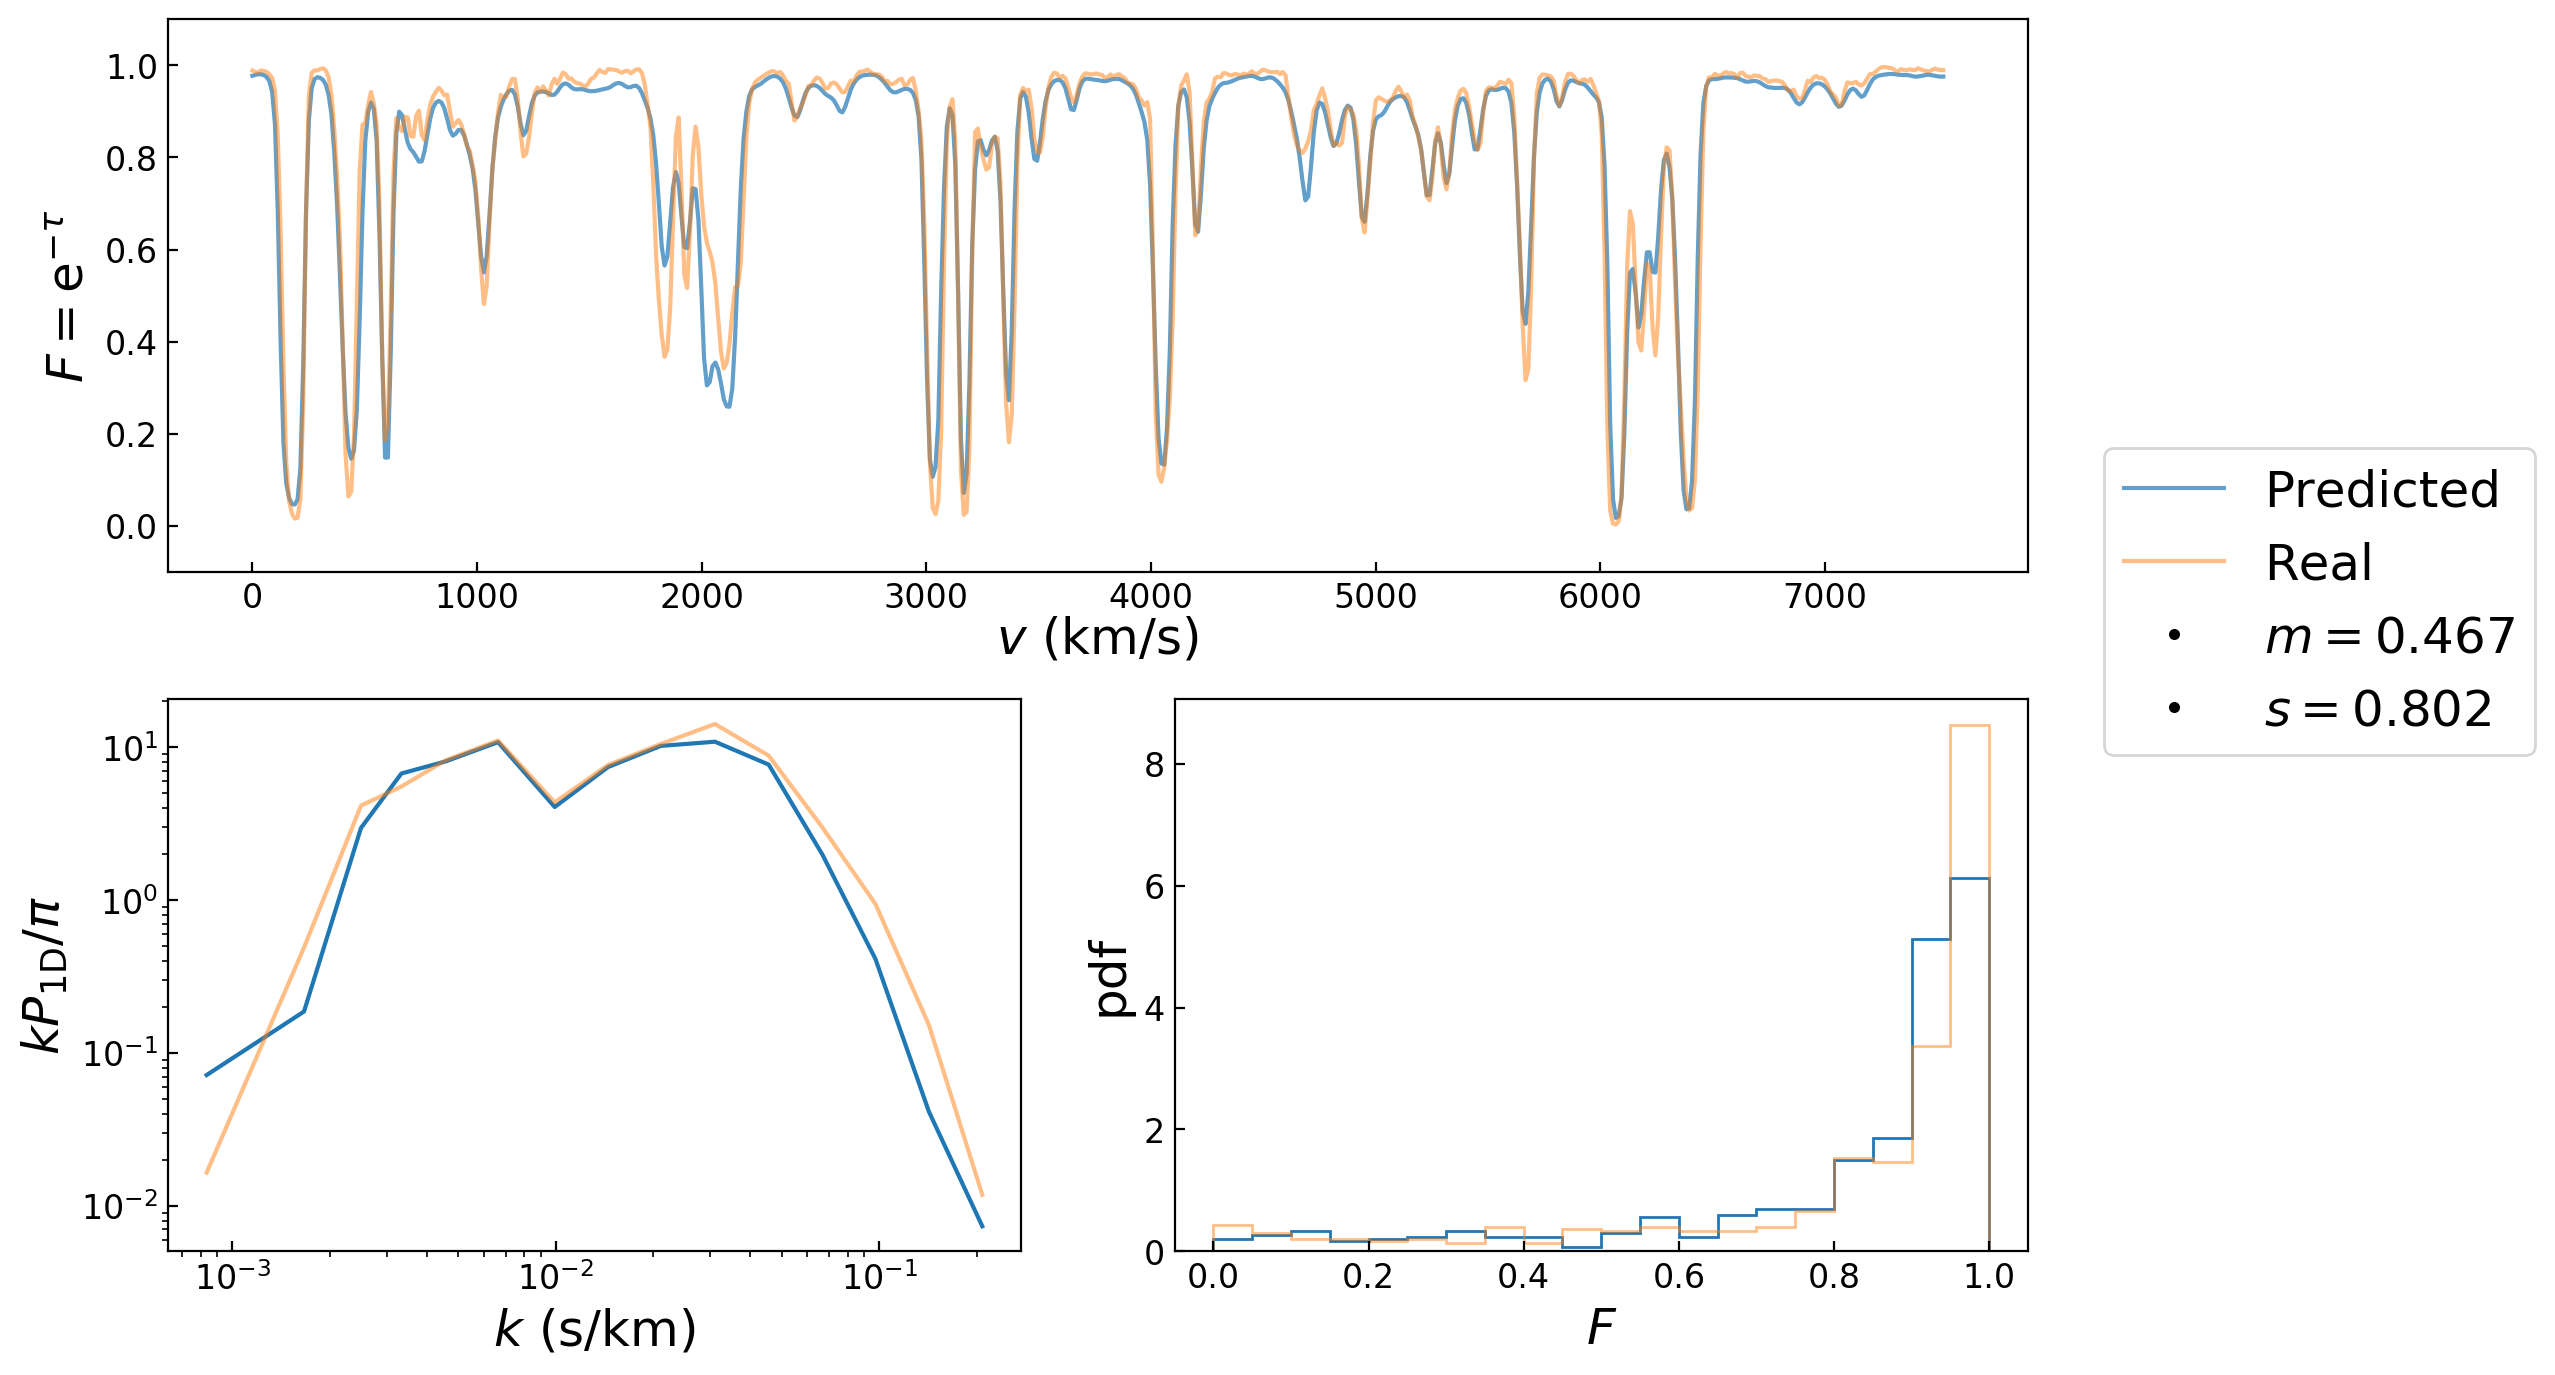 1.0
0.8
0.6
0.4
0.2
0.0
F = e^{−τ}
0 1000 2000 3000 4000 5000 6000 7000
v (km/s)
Predicted
Real
m = 0.467
s = 0.802
10^1
10^0
10^{−1}
10^{−2}
kP_{1D}/π
10^{−3} 10^{−2} 10^{−1}
k (s/km)
8
6
4
2
0
pdf
0.0 0.2 0.4 0.6 0.8 1.0
F